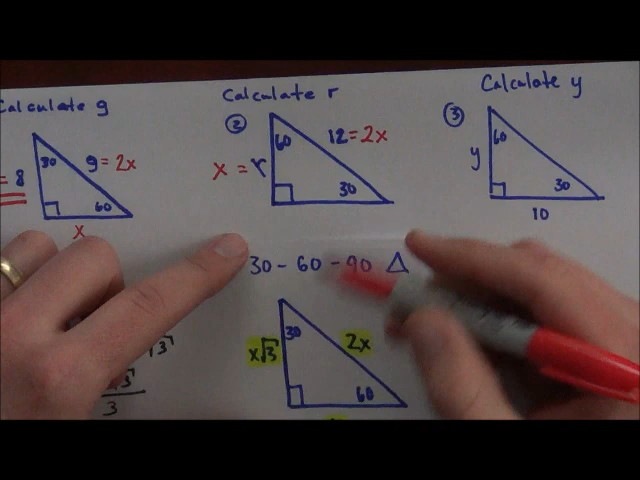 Calculate g
Calculate r
Calculate y
②
③
30
g = 2x
= 8
60
x
x = r
60
12 = 2x
30
y
60
30
10
30 - 60 - 90 △
x√3
30
2x
60
3